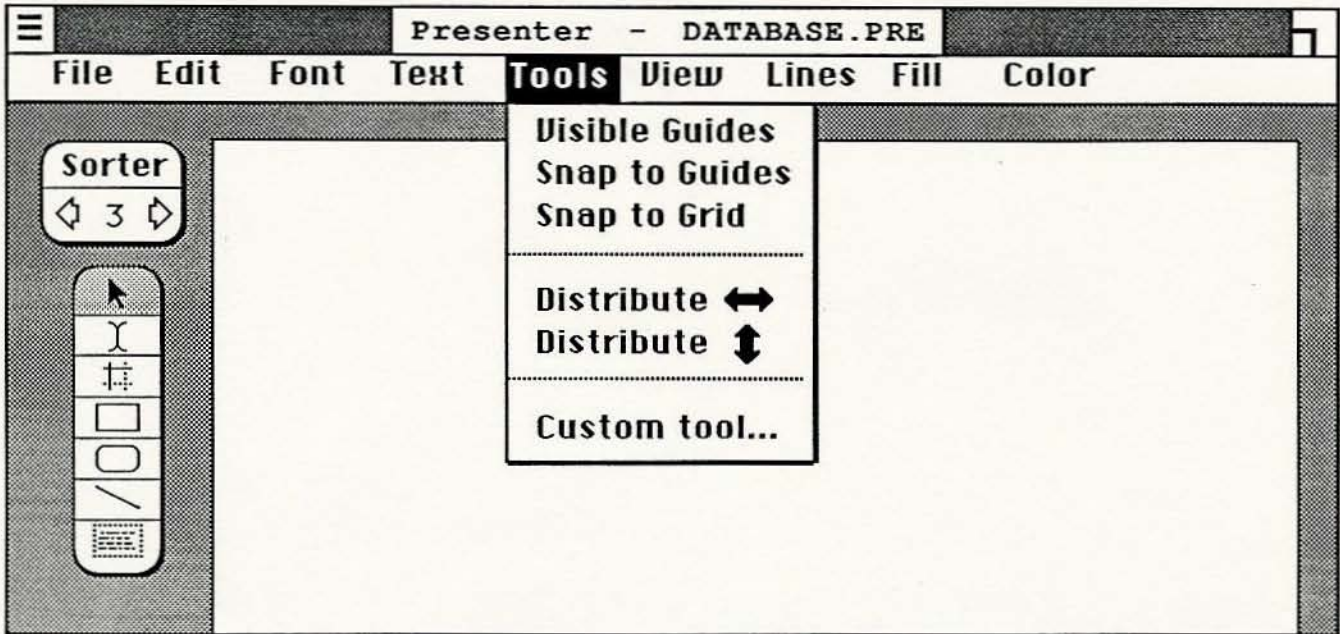 Presenter - DATABASE.PRE
File Edit Font Text Tools View Lines Fill Color
Sorter
3
Visible Guides
Snap to Guides
Snap to Grid
Distribute
Distribute
Custom tool...